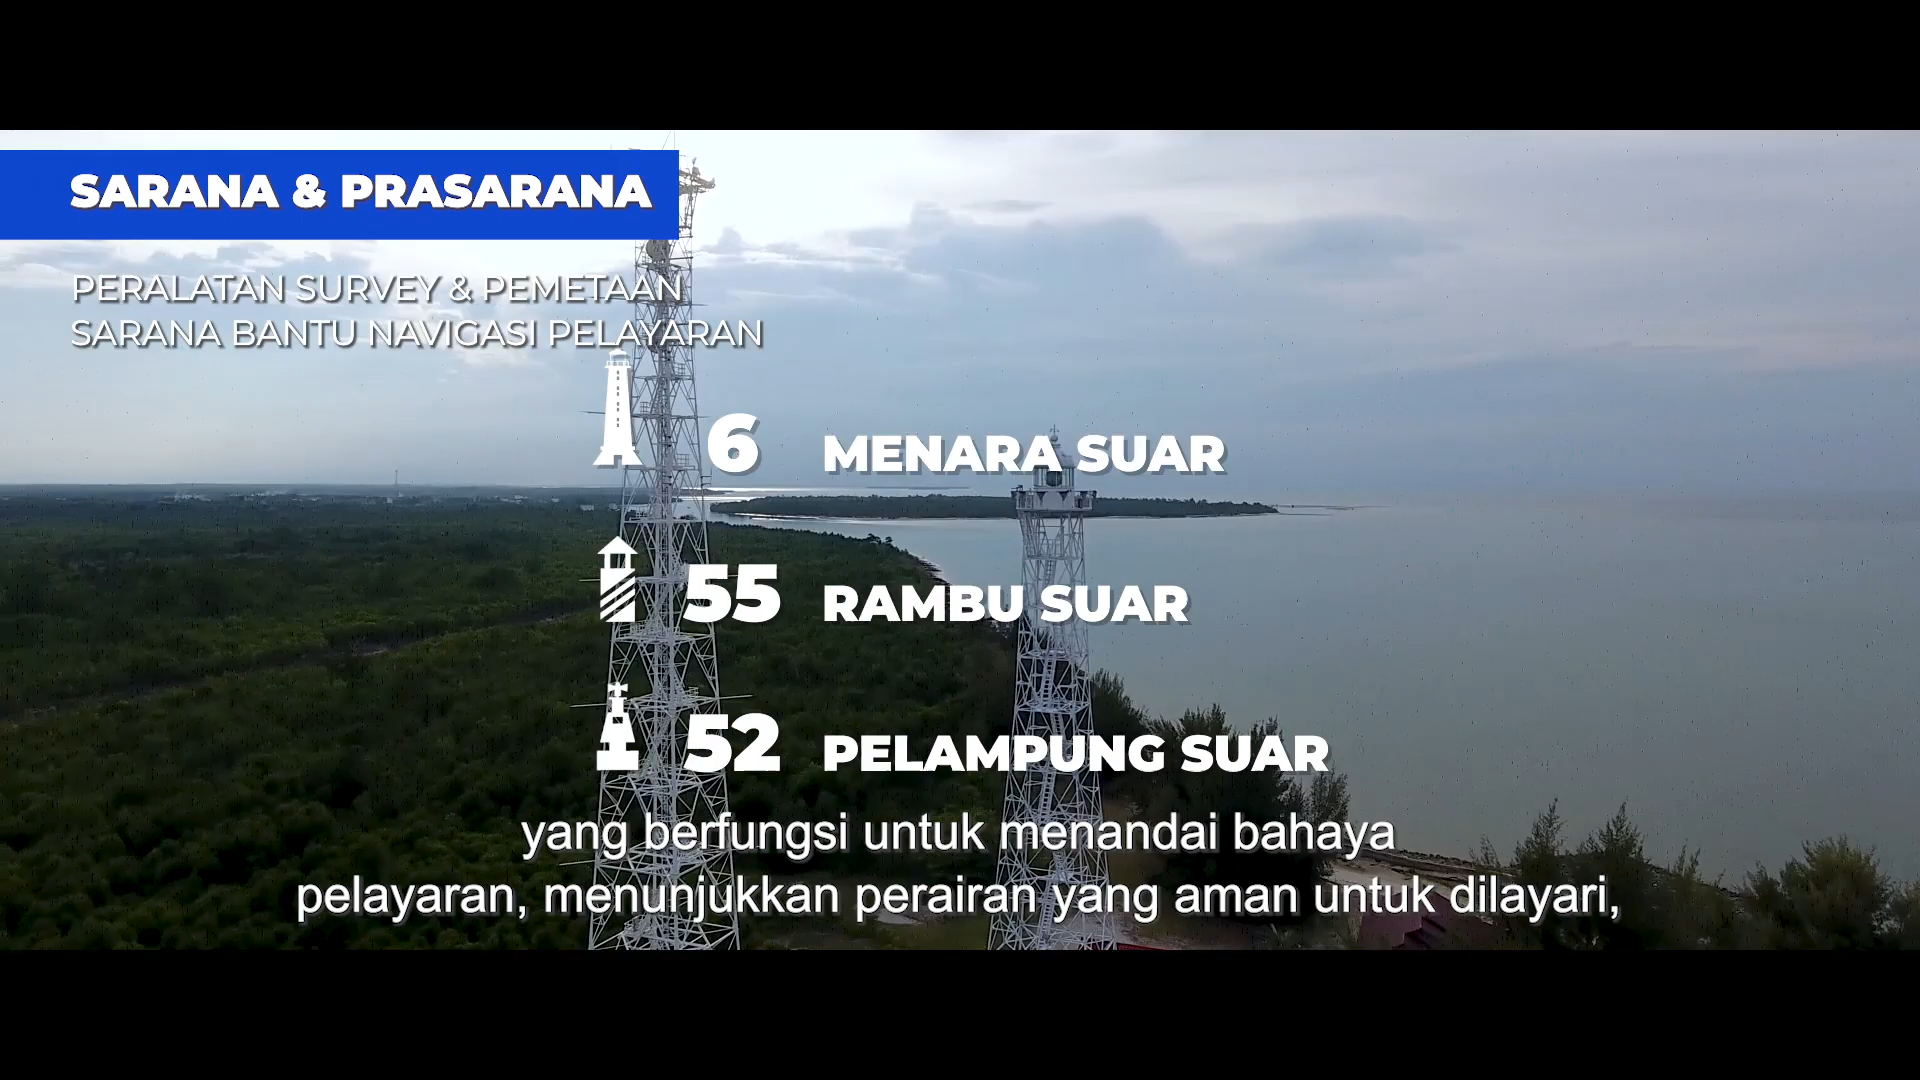 SARANA & PRASARANA
PERALATAN SURVEY & PEMETAAN
SARANA BANTU NAVIGASI PELAYARAN
6 MENARA SUAR
55 RAMBU SUAR
52 PELAMPUNG SUAR
yang berfungsi untuk menandai bahaya
pelayaran, menunjukkan perairan yang aman untuk dilayari,